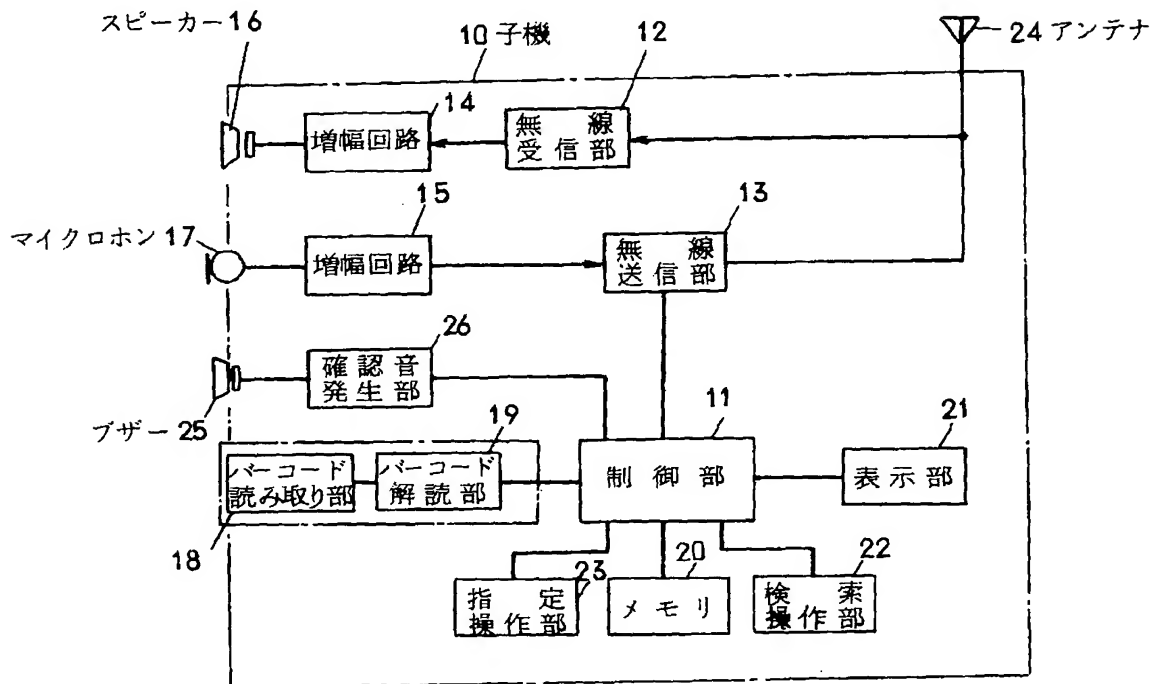 スピーカー 16
10 子機
12
24 アンテナ
14
増幅回路
無線
受信部
15
13
マイクロホン 17
増幅回路
無線
送信部
26
確認音
発生部
ブザー 25
19
11
21
バーコード
読み取り部
バーコード
解読部
制御部
表示部
18
23
20
22
指定
操作部
メモリ
検索
操作部